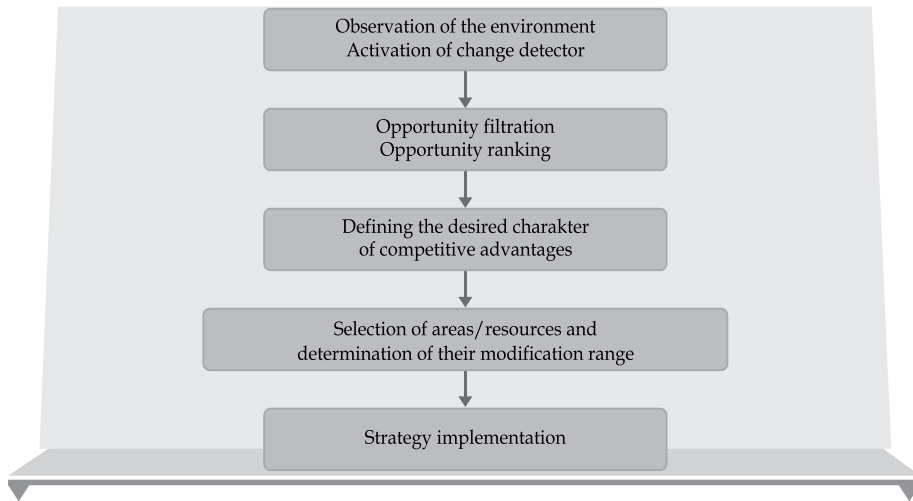 Observation of the environment
Activation of change detector
Opportunity filtration
Opportunity ranking
Defining the desired charakter
of competitive advantages
Selection of areas/resources and
determination of their modification range
Strategy implementation